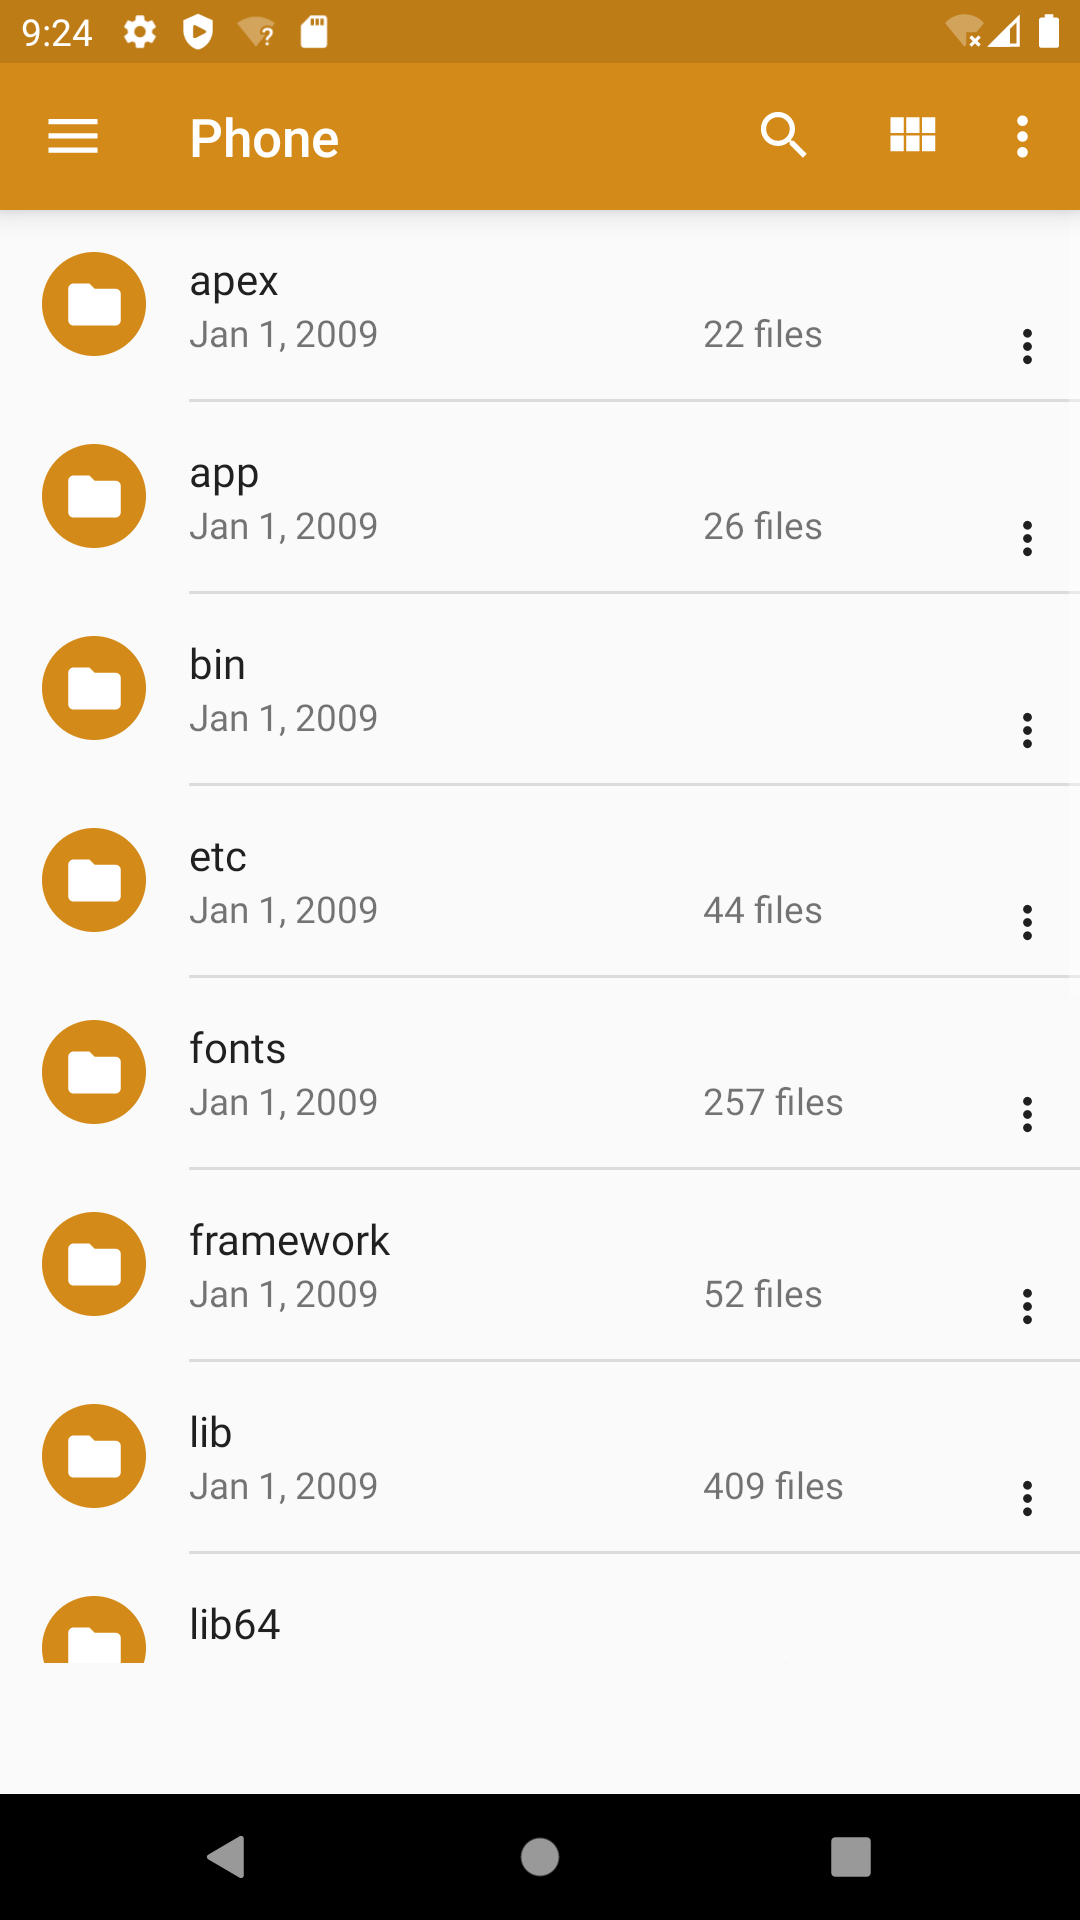 9:24
Phone
apex
Jan 1, 2009 22 files
app
Jan 1, 2009 26 files
bin
Jan 1, 2009
etc
Jan 1, 2009 44 files
fonts
Jan 1, 2009 257 files
framework
Jan 1, 2009 52 files
lib
Jan 1, 2009 409 files
lib64